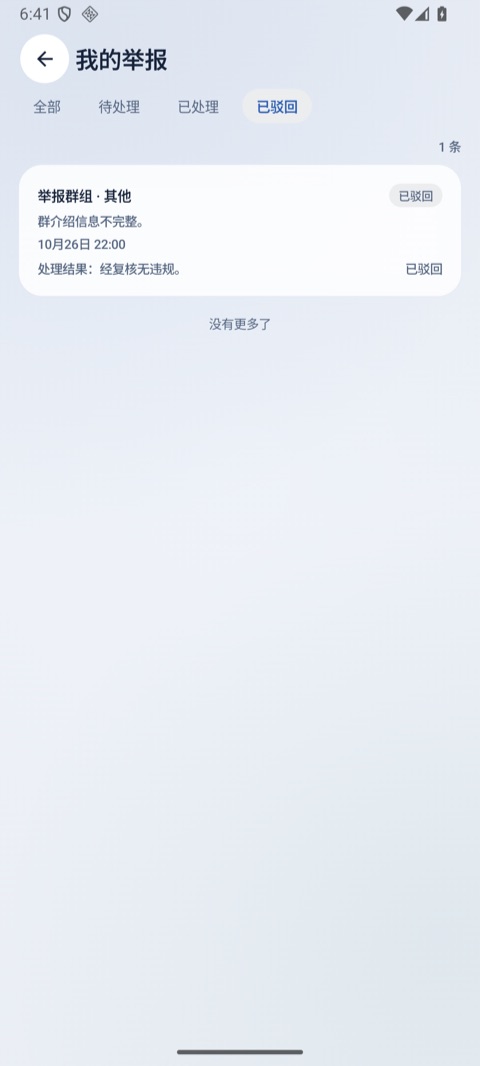 6:41
我的举报
全部 待处理 已处理 已驳回
1 条
举报群组 · 其他 已驳回
群介绍信息不完整。
10月26日 22:00
处理结果：经复核无违规。 已驳回
没有更多了